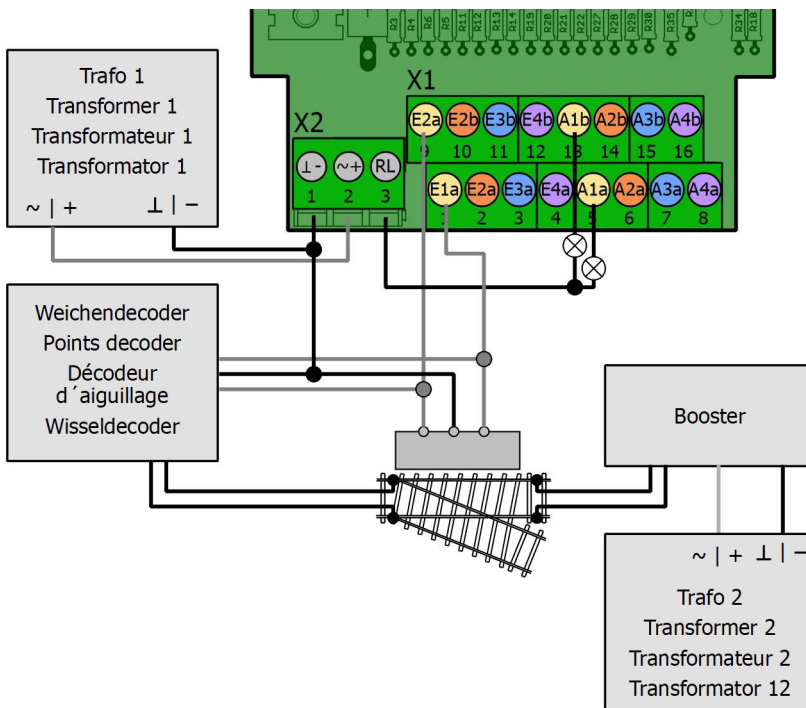 R3 R4 R6 R5 R11 R12 R13 R14 R19 R20 R21 R22 R27 R28 R29 R30 R35 R34 R18
Trafo 1
Transformer 1
Transformateur 1
Transformator 1
~ | + ⊥ | −
X1
E2a E2b E3b E4b A1b A2b A3b A4b
9 10 11 12 13 14 15 16
X2
⊥- ~+ RL
1 2 3
E1a E2a E3a E4a A1a A2a A3a A4a
1 2 3 4 5 6 7 8
Weichendecoder
Points decoder
Décodeur
d´aiguillage
Wisseldecoder
Booster
~ | + ⊥ | −
Trafo 2
Transformer 2
Transformateur 2
Transformator 12